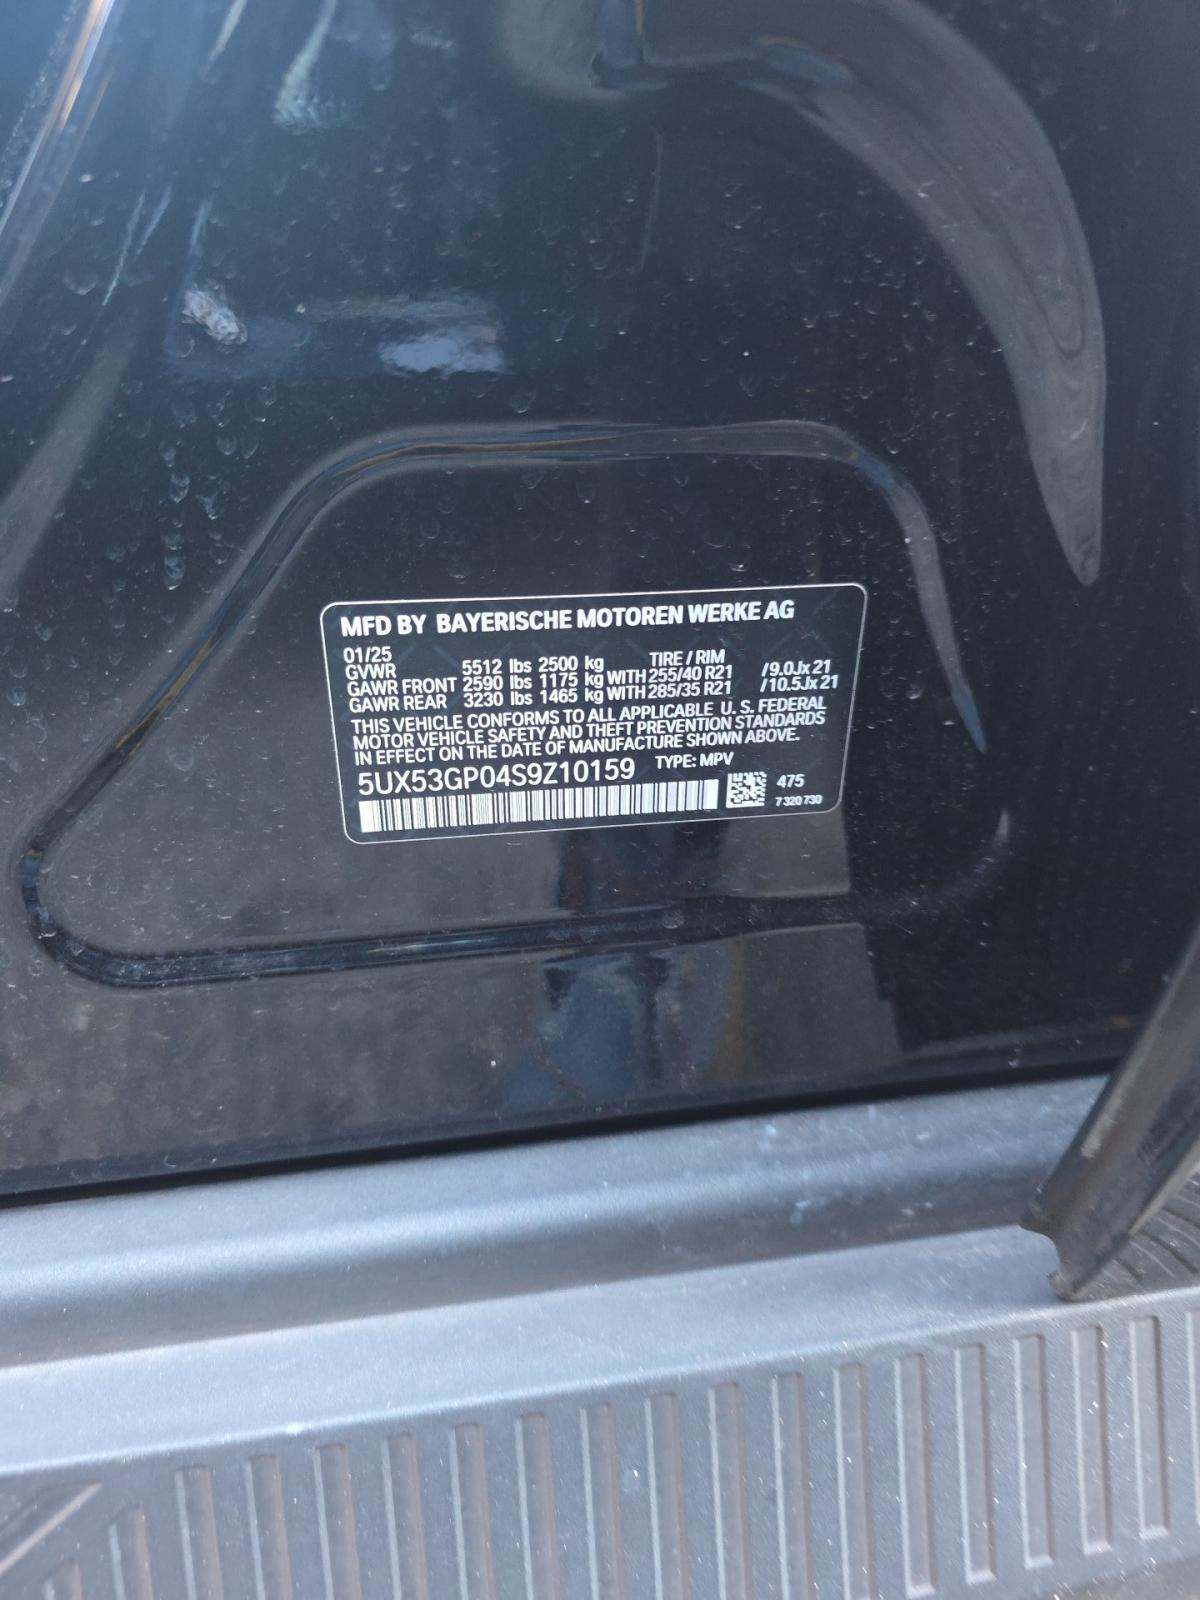 MFD BY BAYERISCHE MOTOREN WERKE AG
01/25 TIRE / RIM
GVWR 5512 lbs 2500 kg
GAWR FRONT 2590 lbs 1175 kg WITH 255/40 R21 /9.0Jx21
GAWR REAR 3230 lbs 1465 kg WITH 285/35 R21 /10.5Jx21
THIS VEHICLE CONFORMS TO ALL APPLICABLE U. S. FEDERAL
MOTOR VEHICLE SAFETY AND THEFT PREVENTION STANDARDS
IN EFFECT ON THE DATE OF MANUFACTURE SHOWN ABOVE.
5UX53GP04S9Z10159 TYPE: MPV
475
7 320 730